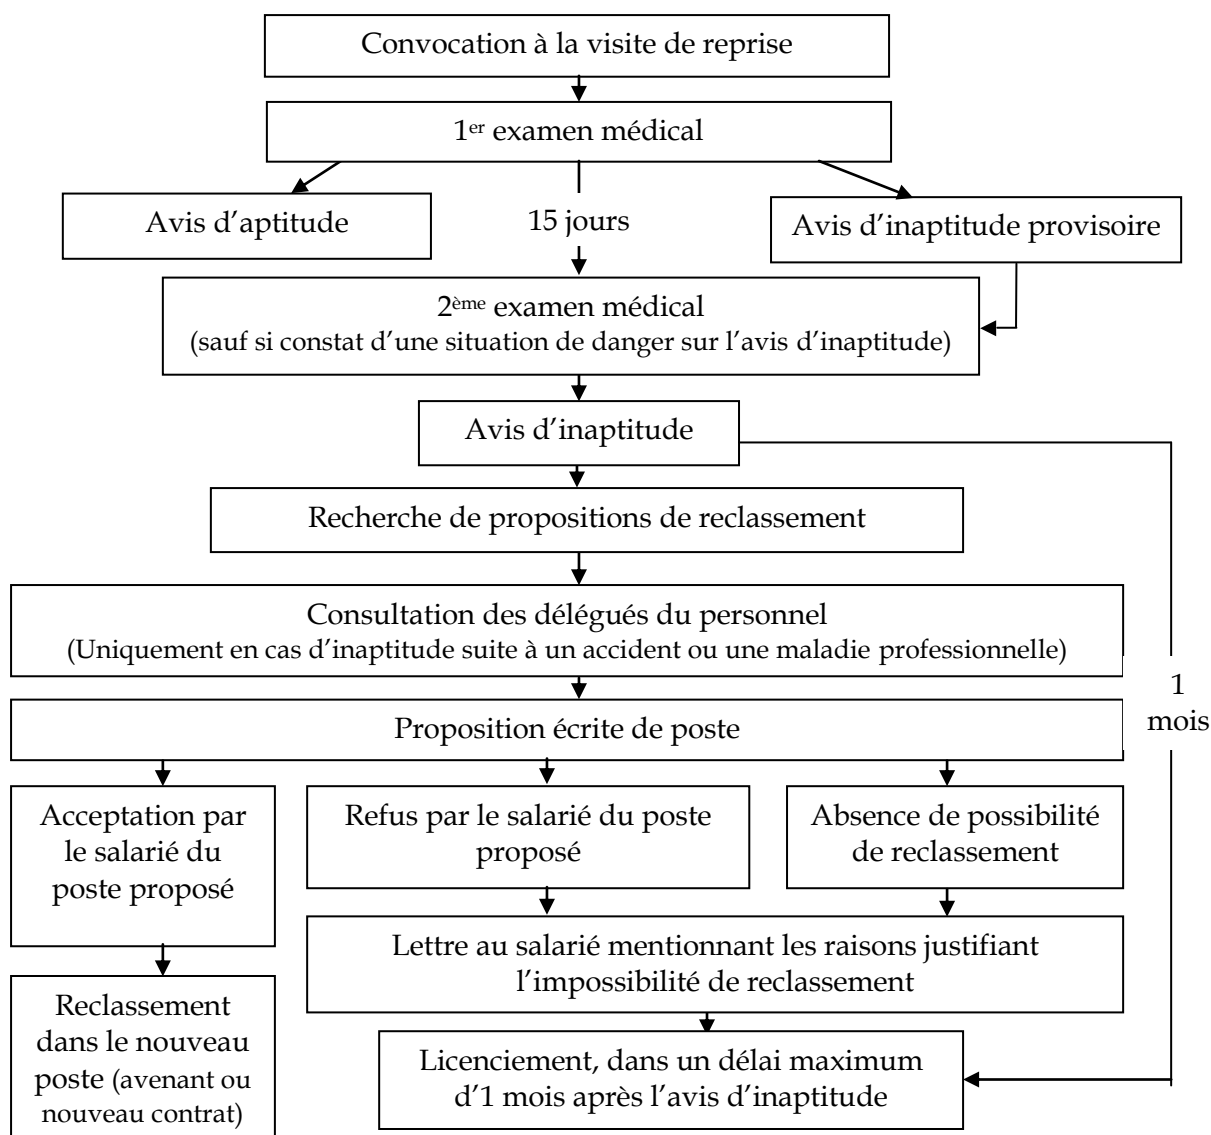 Convocation à la visite de reprise
1er examen médical
Avis d’aptitude
15 jours
Avis d’inaptitude provisoire
2ème examen médical
(sauf si constat d’une situation de danger sur l’avis d’inaptitude)
Avis d’inaptitude
Recherche de propositions de reclassement
Consultation des délégués du personnel
(Uniquement en cas d’inaptitude suite à un accident ou une maladie professionnelle)
1
mois
Proposition écrite de poste
Acceptation par
le salarié du
poste proposé
Refus par le salarié du poste
proposé
Absence de possibilité
de reclassement
Lettre au salarié mentionnant les raisons justifiant
l’impossibilité de reclassement
Reclassement
dans le nouveau
poste (avenant ou
nouveau contrat)
Licenciement, dans un délai maximum
d’1 mois après l’avis d’inaptitude